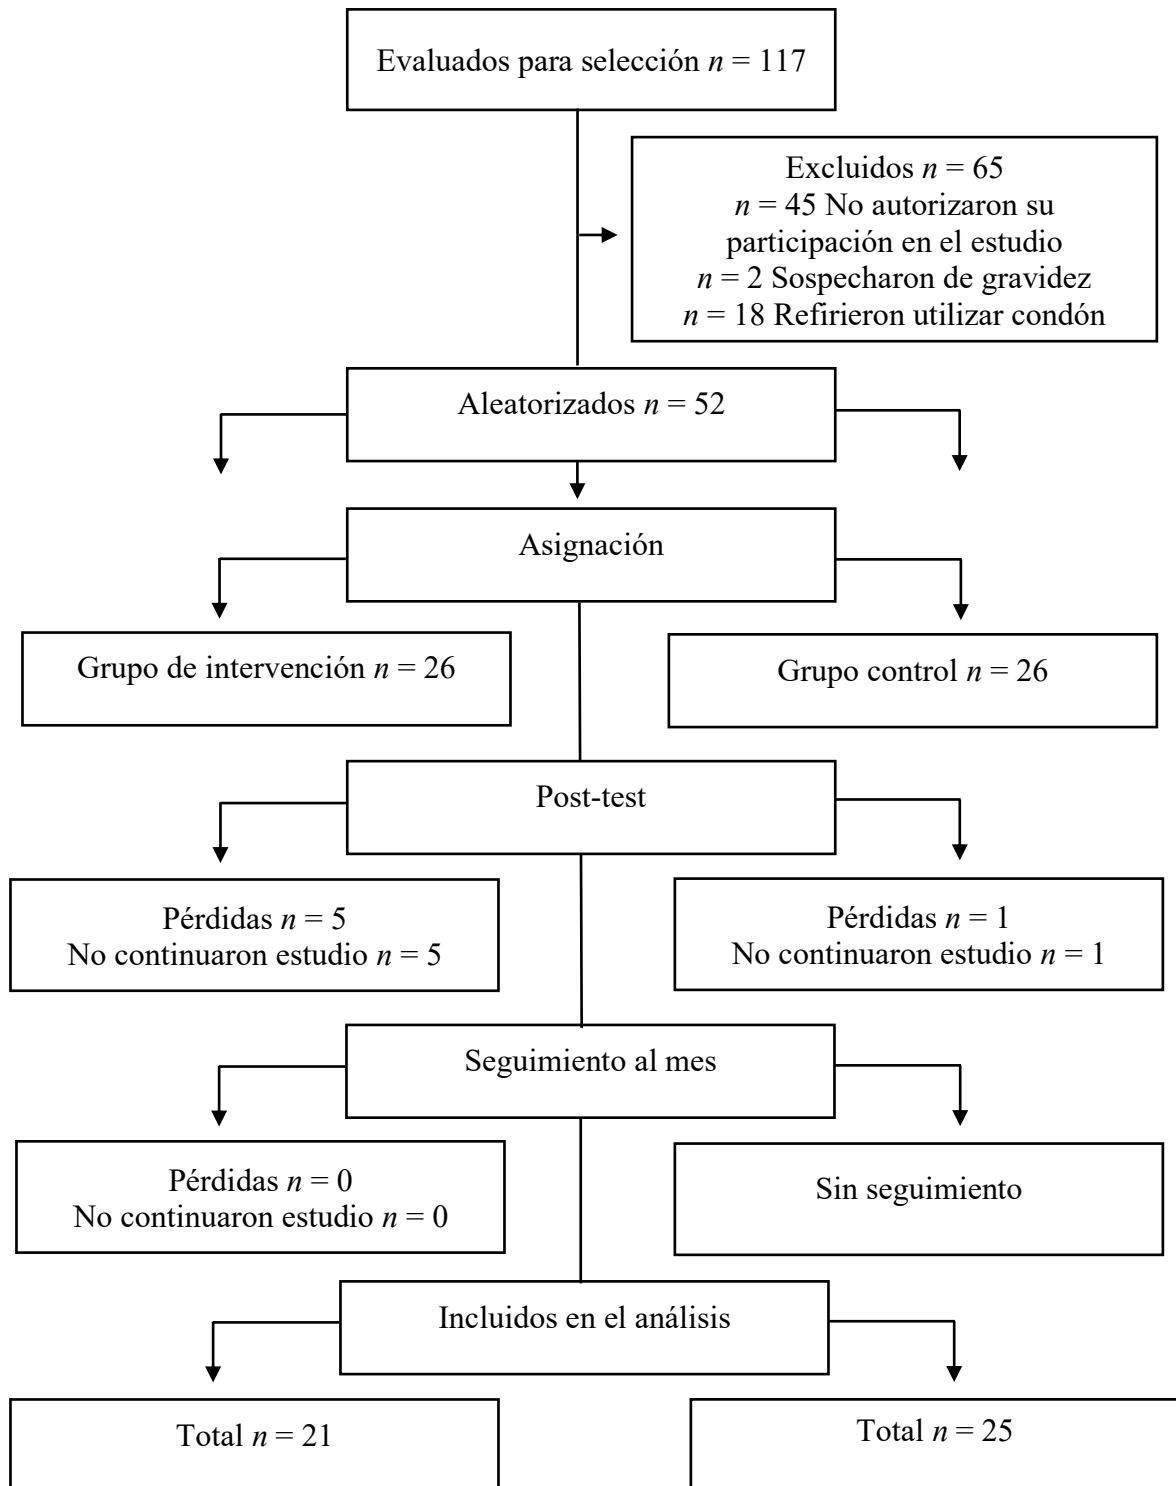 Evaluados para selección n = 117
Excluidos n = 65
n = 45 No autorizaron su
participación en el estudio
n = 2 Sospecharon de gravidez
n = 18 Refirieron utilizar condón
Aleatorizados n = 52
Asignación
Grupo de intervención n = 26
Grupo control n = 26
Post-test
Pérdidas n = 5
No continuaron estudio n = 5
Pérdidas n = 1
No continuaron estudio n = 1
Seguimiento al mes
Pérdidas n = 0
No continuaron estudio n = 0
Sin seguimiento
Incluidos en el análisis
Total n = 21
Total n = 25